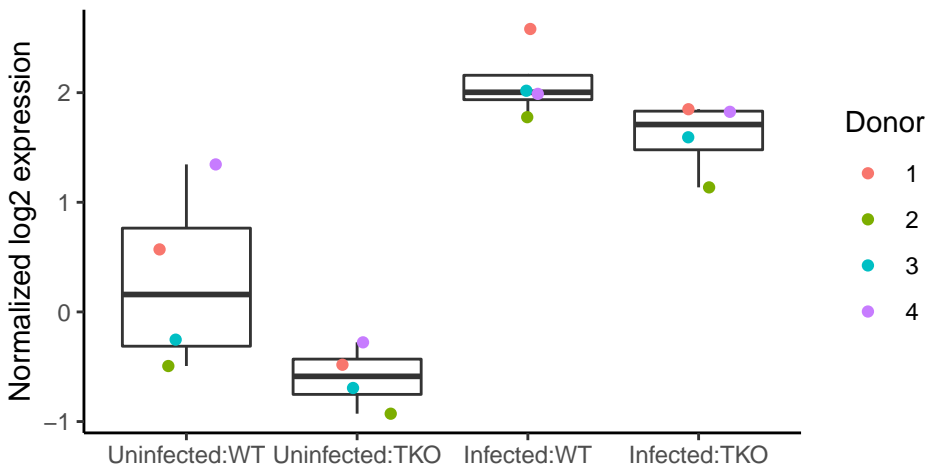 Normalized log2 expression
2
1
0
−1
Uninfected:WT
Uninfected:TKO
Infected:WT
Infected:TKO
Donor
1
2
3
4